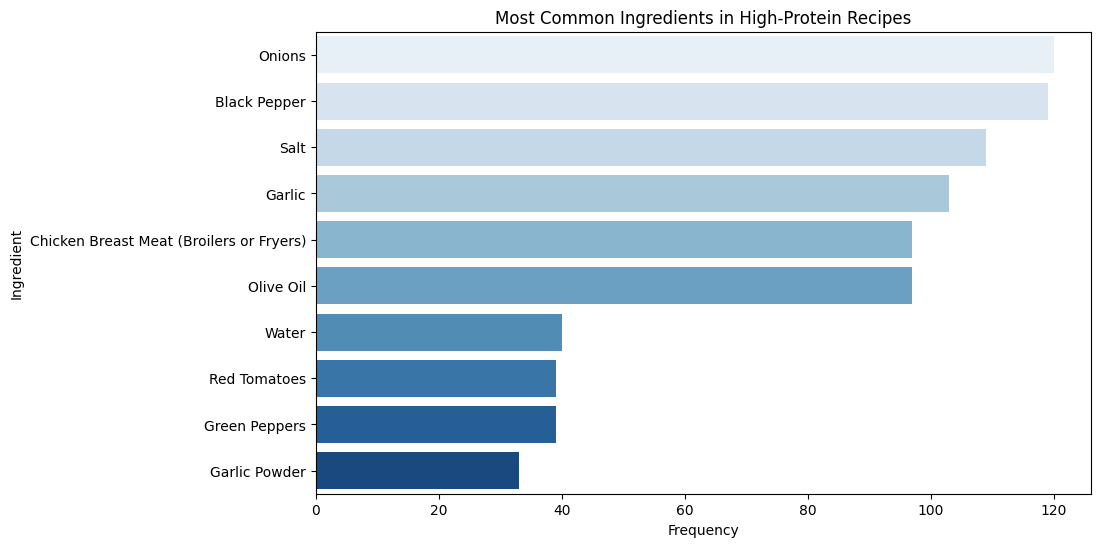 Most Common Ingredients in High-Protein Recipes
Ingredient
Onions
Black Pepper
Salt
Garlic
Chicken Breast Meat (Broilers or Fryers)
Olive Oil
Water
Red Tomatoes
Green Peppers
Garlic Powder
0 20 40 60 80 100 120
Frequency